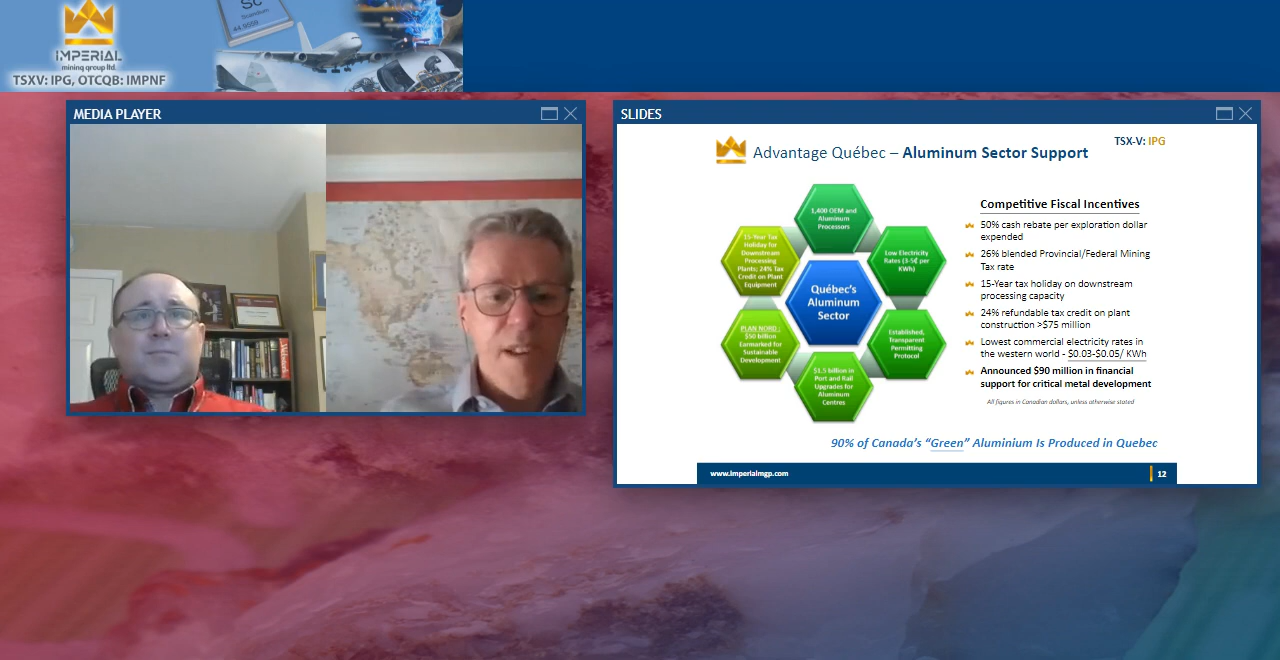 Sc
Scandium
44.9559
IMPERIAL
mining group ltd.
TSXV: IPG, OTCQB: IMPNF
MEDIA PLAYER
SLIDES
TSX-V: IPG
Advantage Québec – Aluminum Sector Support
1,400 OEM and
Aluminum
Processors
15-Year Tax
Holiday for
Downstream
Processing
Plants; 24% Tax
Credit on Plant
Equipment
Low Electricity
Rates (3-5¢ per
KWh)
Québec's
Aluminum
Sector
PLAN NORD :
$50 billion
Earmarked for
Sustainable
Development
Established,
Transparent
Permitting
Protocol
$1.5 billion in
Port and Rail
Upgrades for
Aluminum
Centres
Competitive Fiscal Incentives
50% cash rebate per exploration dollar
expended
26% blended Provincial/Federal Mining
Tax rate
15-Year tax holiday on downstream
processing capacity
24% refundable tax credit on plant
construction >$75 million
Lowest commercial electricity rates in
the western world - $0.03-$0.05/ KWh
Announced $90 million in financial
support for critical metal development
All figures in Canadian dollars, unless otherwise stated
90% of Canada's “Green” Aluminium Is Produced in Quebec
www.imperialmgp.com
12